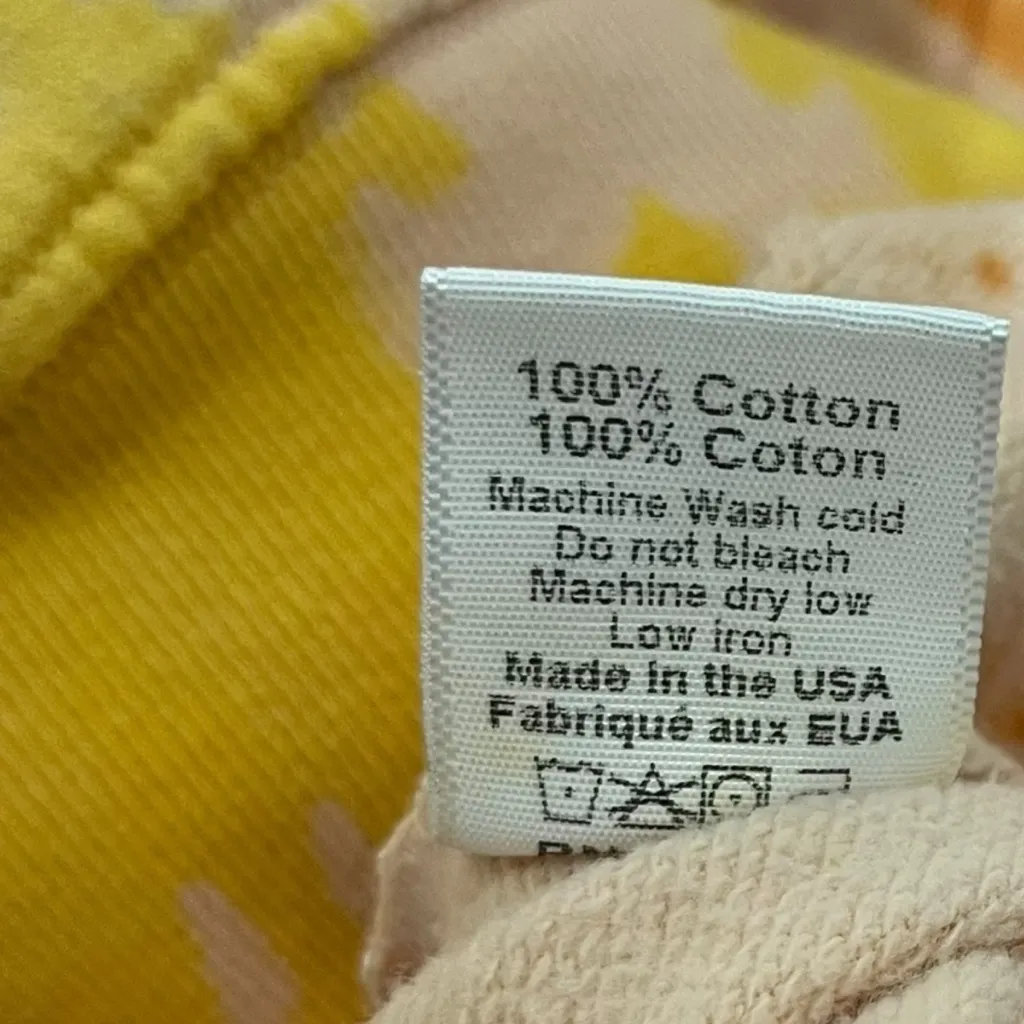 100% Cotton
100% Coton
Machine Wash cold
Do not bleach
Machine dry low
Low iron
Made in the USA
Fabriqué aux EUA